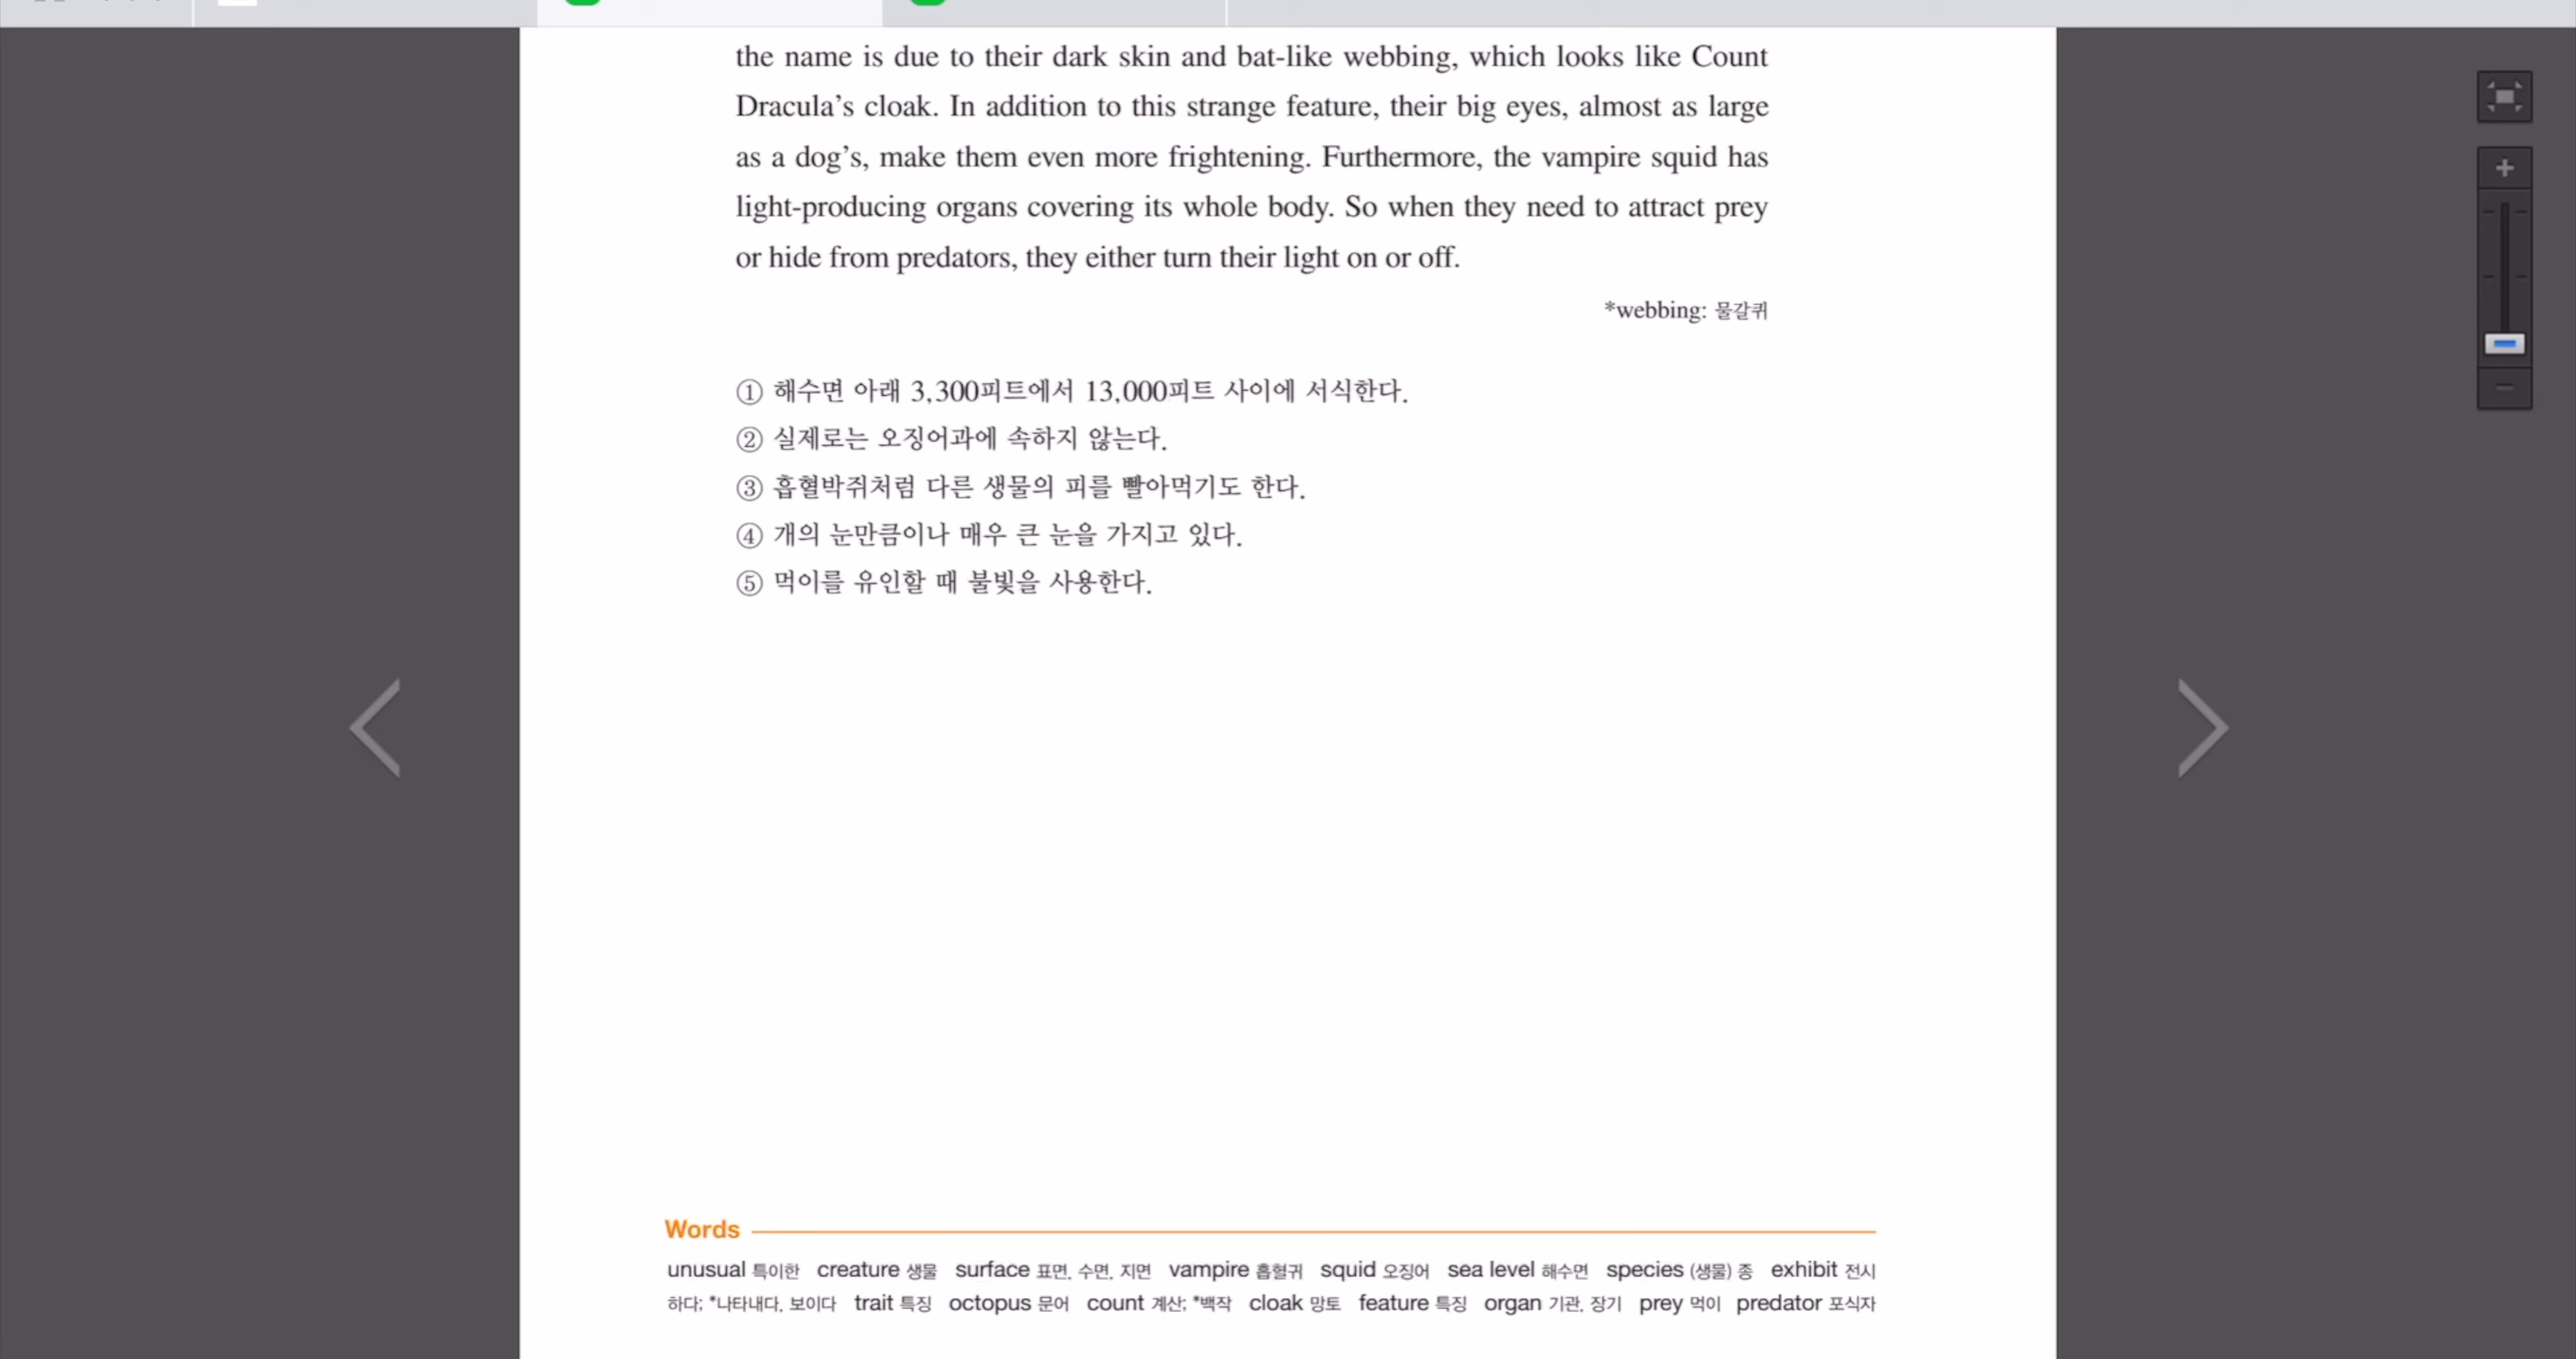 the name is due to their dark skin and bat-like webbing, which looks like Count
Dracula’s cloak. In addition to this strange feature, their big eyes, almost as large
as a dog’s, make them even more frightening. Furthermore, the vampire squid has
light-producing organs covering its whole body. So when they need to attract prey
or hide from predators, they either turn their light on or off.
*webbing: 물갈퀴
① 해수면 아래 3,300피트에서 13,000피트 사이에 서식한다.
② 실제로는 오징어과에 속하지 않는다.
③ 흡혈박쥐처럼 다른 생물의 피를 빨아먹기도 한다.
④ 개의 눈만큼이나 매우 큰 눈을 가지고 있다.
⑤ 먹이를 유인할 때 불빛을 사용한다.
Words
unusual 특이한 creature 생물 surface 표면, 수면, 지면 vampire 흡혈귀 squid 오징어 sea level 해수면 species (생물) 종 exhibit 전시
하다; *나타내다, 보이다 trait 특징 octopus 문어 count 계산; *백작 cloak 망토 feature 특징 organ 기관, 장기 prey 먹이 predator 포식자